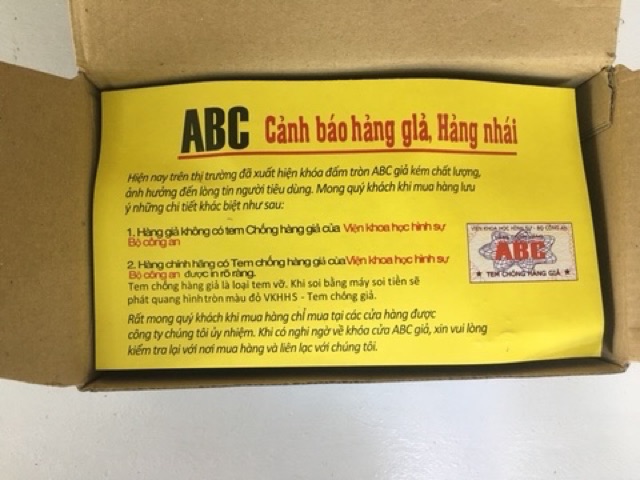 ABC Cảnh báo hàng giả, Hàng nhái
Hiện nay trên thị trường đã xuất hiện khóa đấm tròn ABC giả kém chất lượng,
ảnh hưởng đến lòng tin người tiêu dùng. Mong quý khách khi mua hàng lưu
ý những chi tiết khác biệt như sau:
1. Hàng giả không có tem Chống hàng giả của Viện khoa học hình sự
Bộ công an
2. Hàng chính hãng có Tem chống hàng giả của Viện khoa học hình sự
Bộ công an được in rõ ràng.
Tem chống hàng giả là loại tem vỡ. Khi soi bằng máy soi tiền sẽ
phát quang hình tròn màu đỏ VKHHS - Tem chống giả.
VIỆN KHOA HỌC HÌNH SỰ - BỘ CÔNG AN
ABC
★ TEM CHỐNG HÀNG GIẢ ★
Rất mong quý khách khi mua hàng chỉ mua tại các cửa hàng được
công ty chúng tôi ủy nhiệm. Khi có nghi ngờ về khóa cửa ABC giả, xin vui lòng
kiểm tra lại với nơi mua hàng và liên lạc với chúng tôi.